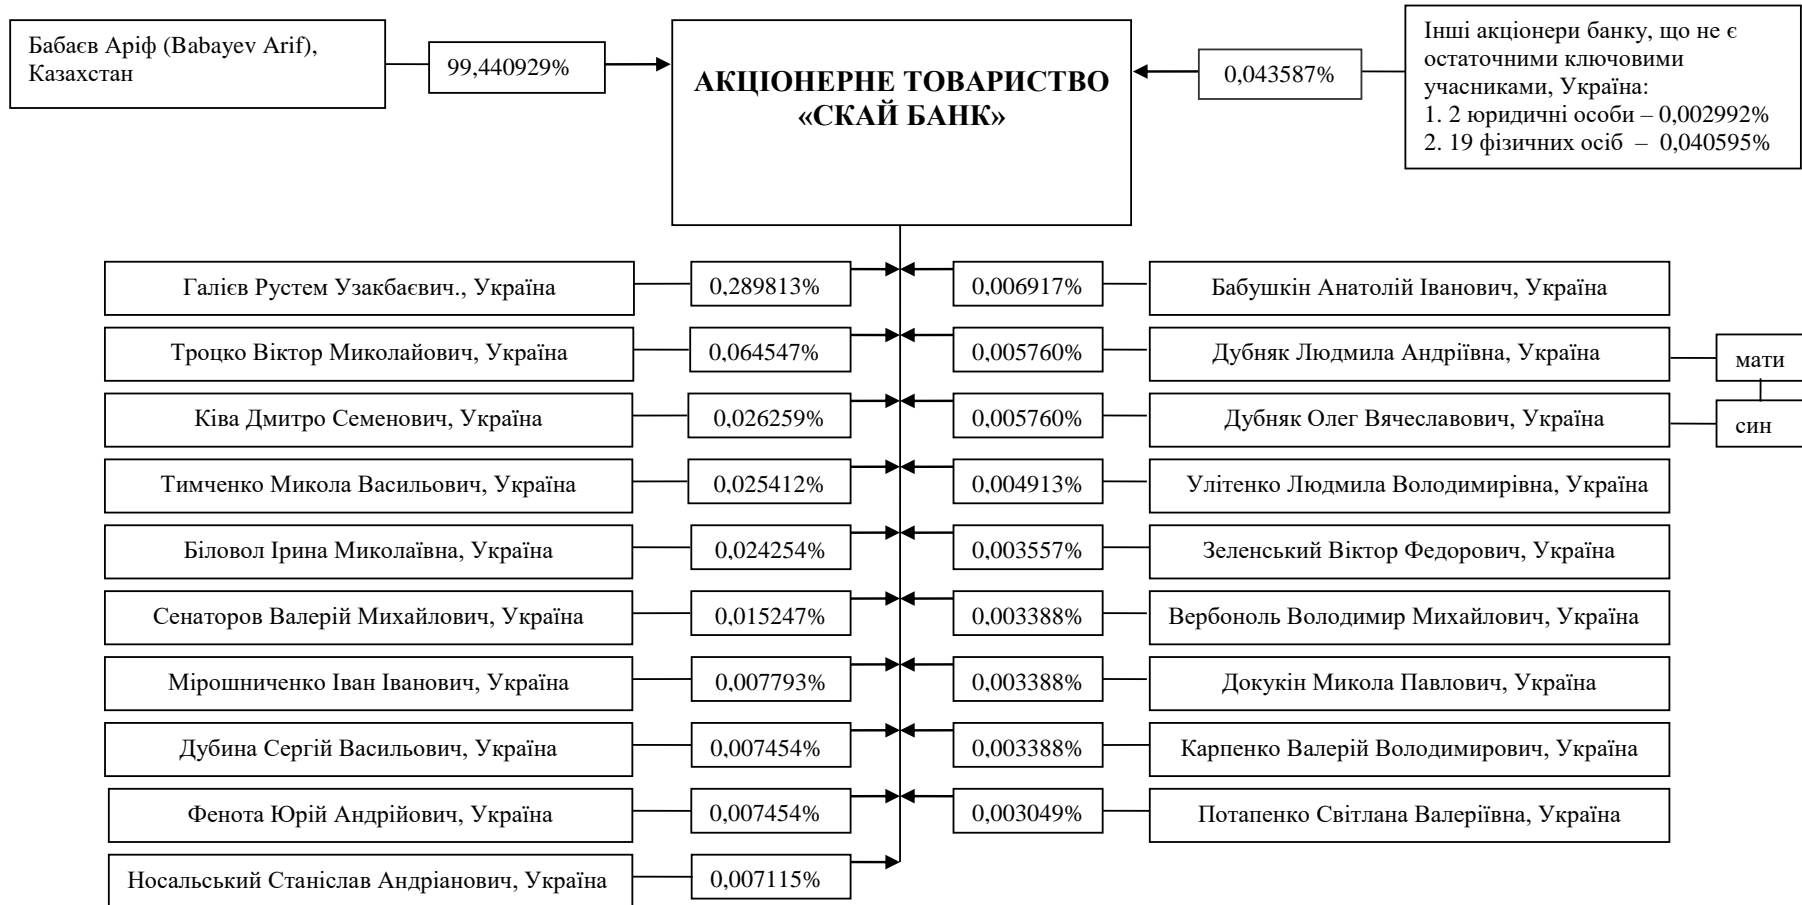 Бабаєв Аріф (Babayev Arif),
Казахстан
99,440929%
АКЦІОНЕРНЕ ТОВАРИСТВО
«СКАЙ БАНК»
0,043587%
Інші акціонери банку, що не є
остаточними ключовими
учасниками, Україна:
1. 2 юридичні особи – 0,002992%
2. 19 фізичних осіб – 0,040595%
Галієв Рустем Узакбаєвич., Україна
0,289813%
0,006917%
Бабушкін Анатолій Іванович, Україна
Троцко Віктор Миколайович, Україна
0,064547%
0,005760%
Дубняк Людмила Андріївна, Україна
мати
Ківа Дмитро Семенович, Україна
0,026259%
0,005760%
Дубняк Олег Вячеславович, Україна
син
Тимченко Микола Васильович, Україна
0,025412%
0,004913%
Улітенко Людмила Володимирівна, Україна
Біловол Ірина Миколаївна, Україна
0,024254%
0,003557%
Зеленський Віктор Федорович, Україна
Сенаторов Валерій Михайлович, Україна
0,015247%
0,003388%
Вербоноль Володимир Михайлович, Україна
Мірошниченко Іван Іванович, Україна
0,007793%
0,003388%
Докукін Микола Павлович, Україна
Дубина Сергій Васильович, Україна
0,007454%
0,003388%
Карпенко Валерій Володимирович, Україна
Фенота Юрій Андрійович, Україна
0,007454%
0,003049%
Потапенко Світлана Валеріївна, Україна
Носальський Станіслав Андріанович, Україна
0,007115%